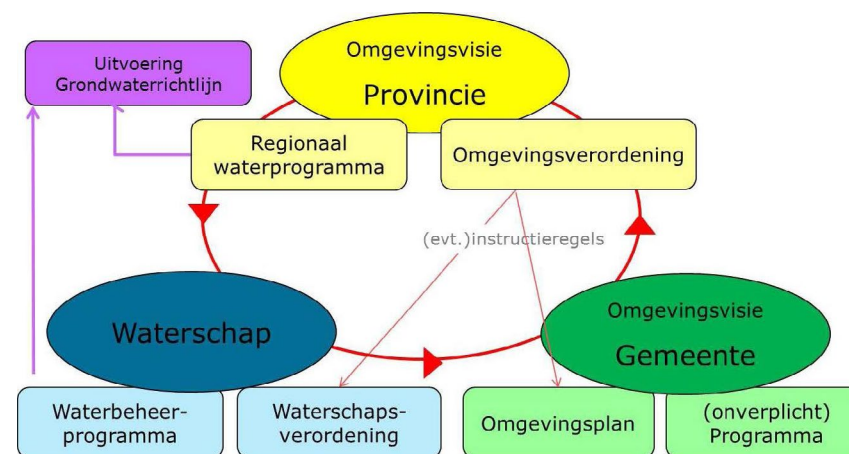 Uitvoering
Grondwaterrichtlijn
Omgevingsvisie
Provincie
Regionaal
waterprogramma
Omgevingsverordening
(evt.)instructieregels
Waterschap
Omgevingsvisie
Gemeente
Waterbeheer-
programma
Waterschaps-
verordening
Omgevingsplan
(onverplicht)
Programma